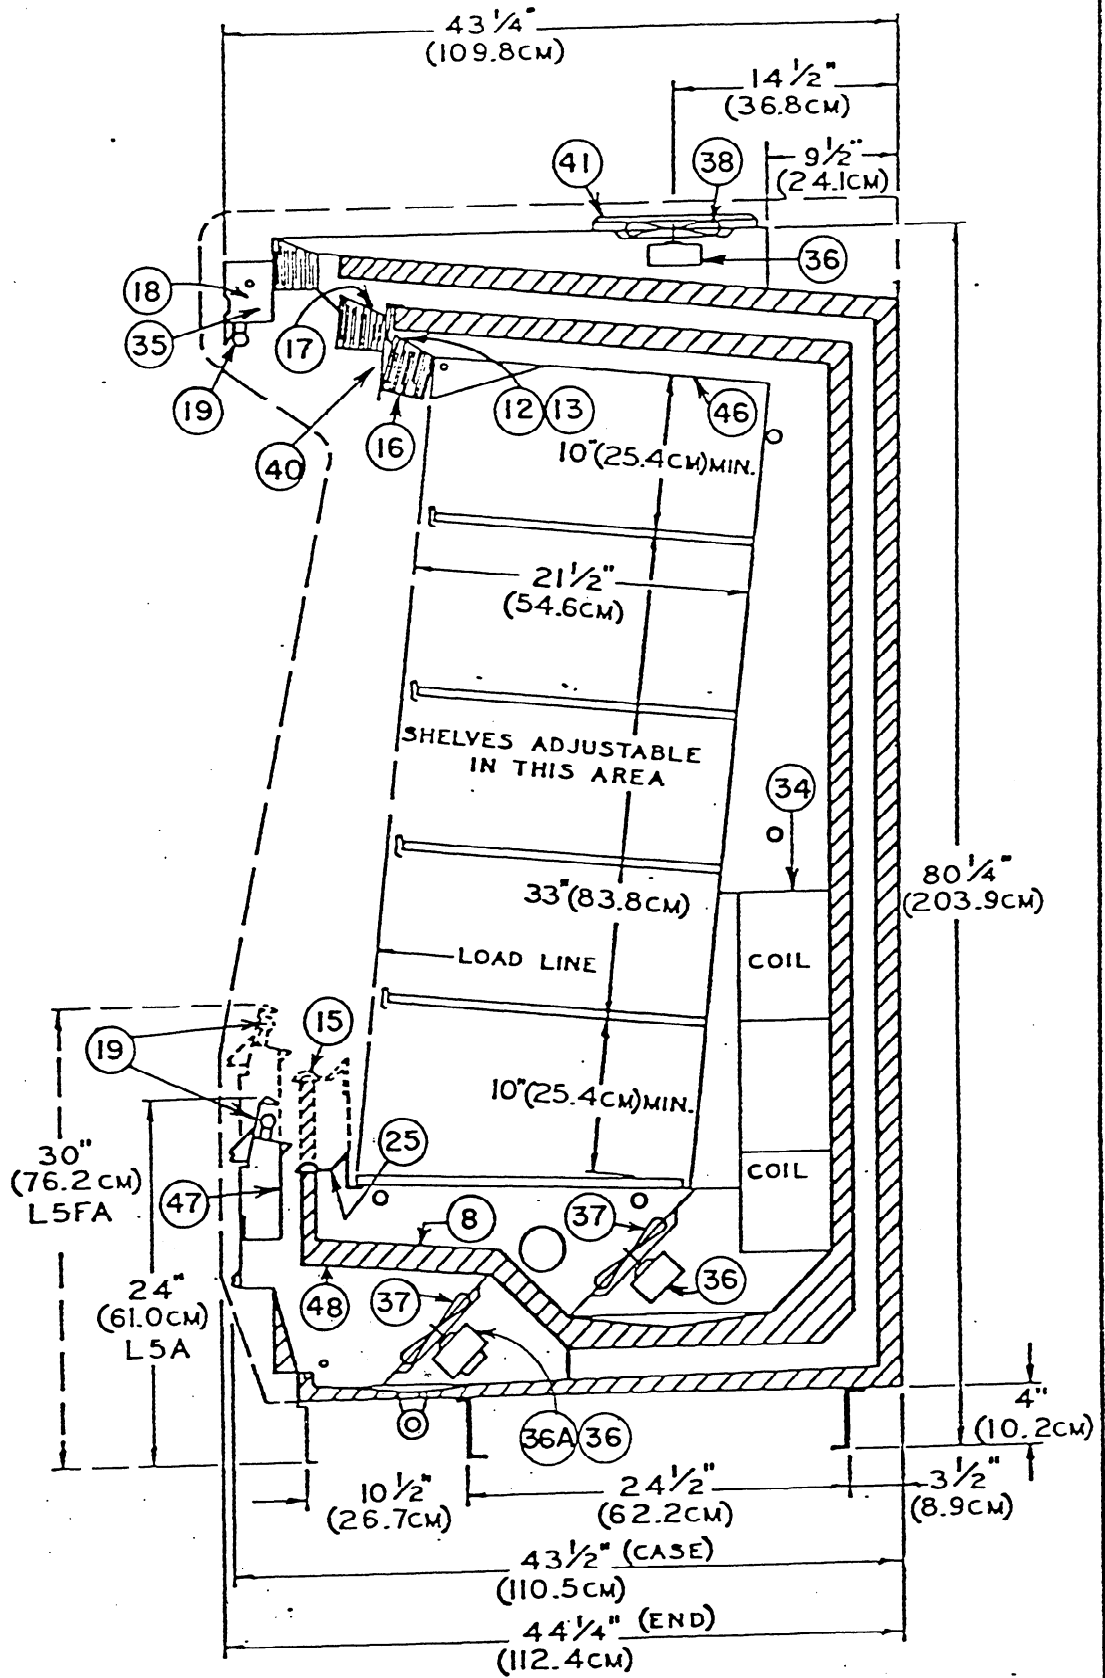 43 1/4"
(109.8CM)
14 1/2"
(36.8CM)
9 1/2"
(24.1CM)
41
38
36
18
35
17
19
12
13
46
16
40
10"(25.4CM)MIN.
21 1/2"
(54.6CM)
SHELVES ADJUSTABLE
IN THIS AREA
34
80 1/4"
(203.9CM)
33"(83.8CM)
LOAD LINE
COIL
15
19
10"(25.4CM)MIN.
30"
(76.2CM)
L5FA
25
COIL
47
8
37
36
24"
(61.0CM)
L5A
48
37
36A
36
4"
(10.2CM)
10 1/2"
(26.7CM)
24 1/2"
(62.2CM)
3 1/2"
(8.9CM)
43 1/2" (CASE)
(110.5CM)
44 1/4" (END)
(112.4CM)